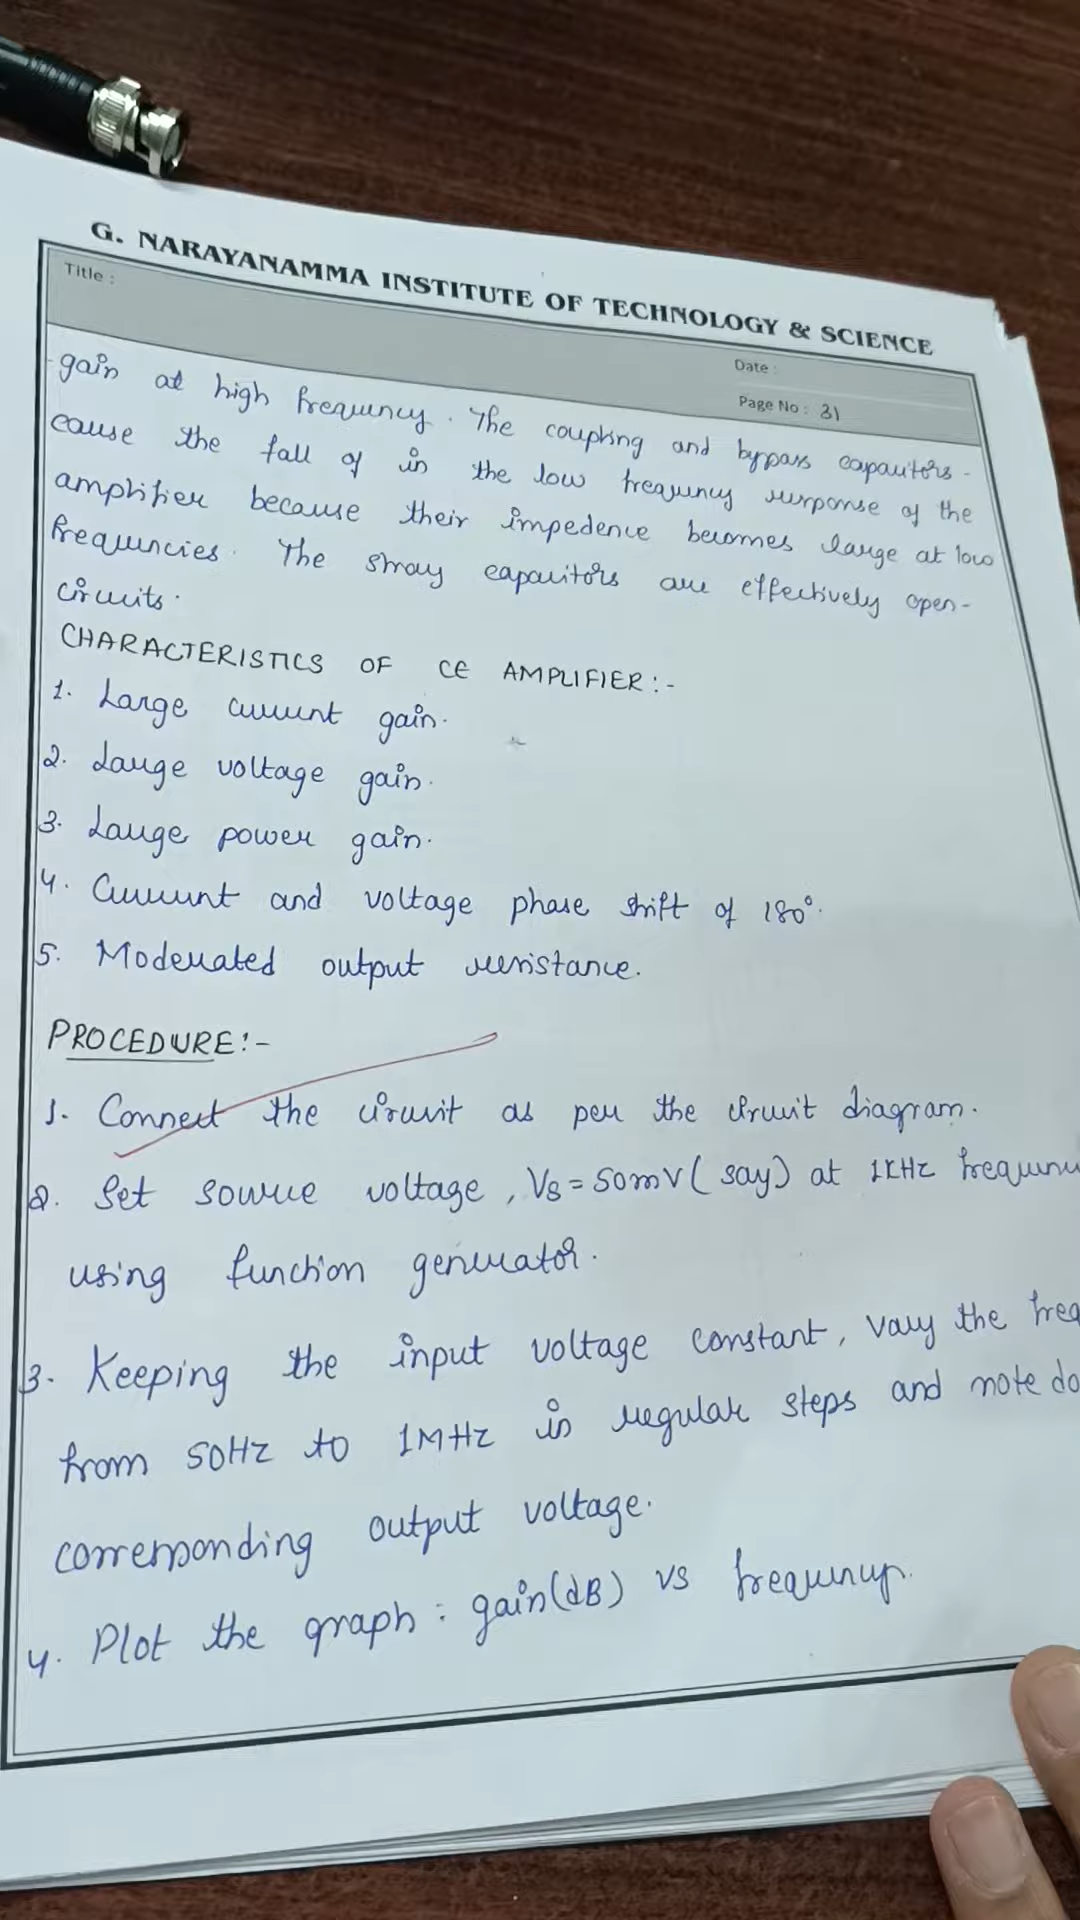 G. NARAYANAMMA INSTITUTE OF TECHNOLOGY & SCIENCE
Title :
Date :
Page No : 31
gain at high frequency. The coupling and bypass capacitors -
cause the fall of in the low frequency response of the
amplifier because their impedence becomes large at low
frequencies. The stray capacitors are effectively open-
circuits.
CHARACTERISTICS OF CE AMPLIFIER :-
1. Large current gain.
2. Large voltage gain.
3. Large power gain.
4. Current and voltage phase shift of 180°.
5. Moderated output resistance.
PROCEDURE:-
1. Connect the circuit as per the circuit diagram.
2. Set source voltage, Vs = 50mV (say) at 1KHz frequenc
using function generator.
3. Keeping the input voltage constant, vary the freq
from 50Hz to 1MHz in regular steps and note do
corresponding output voltage.
4. Plot the graph : gain(dB) vs frequency.